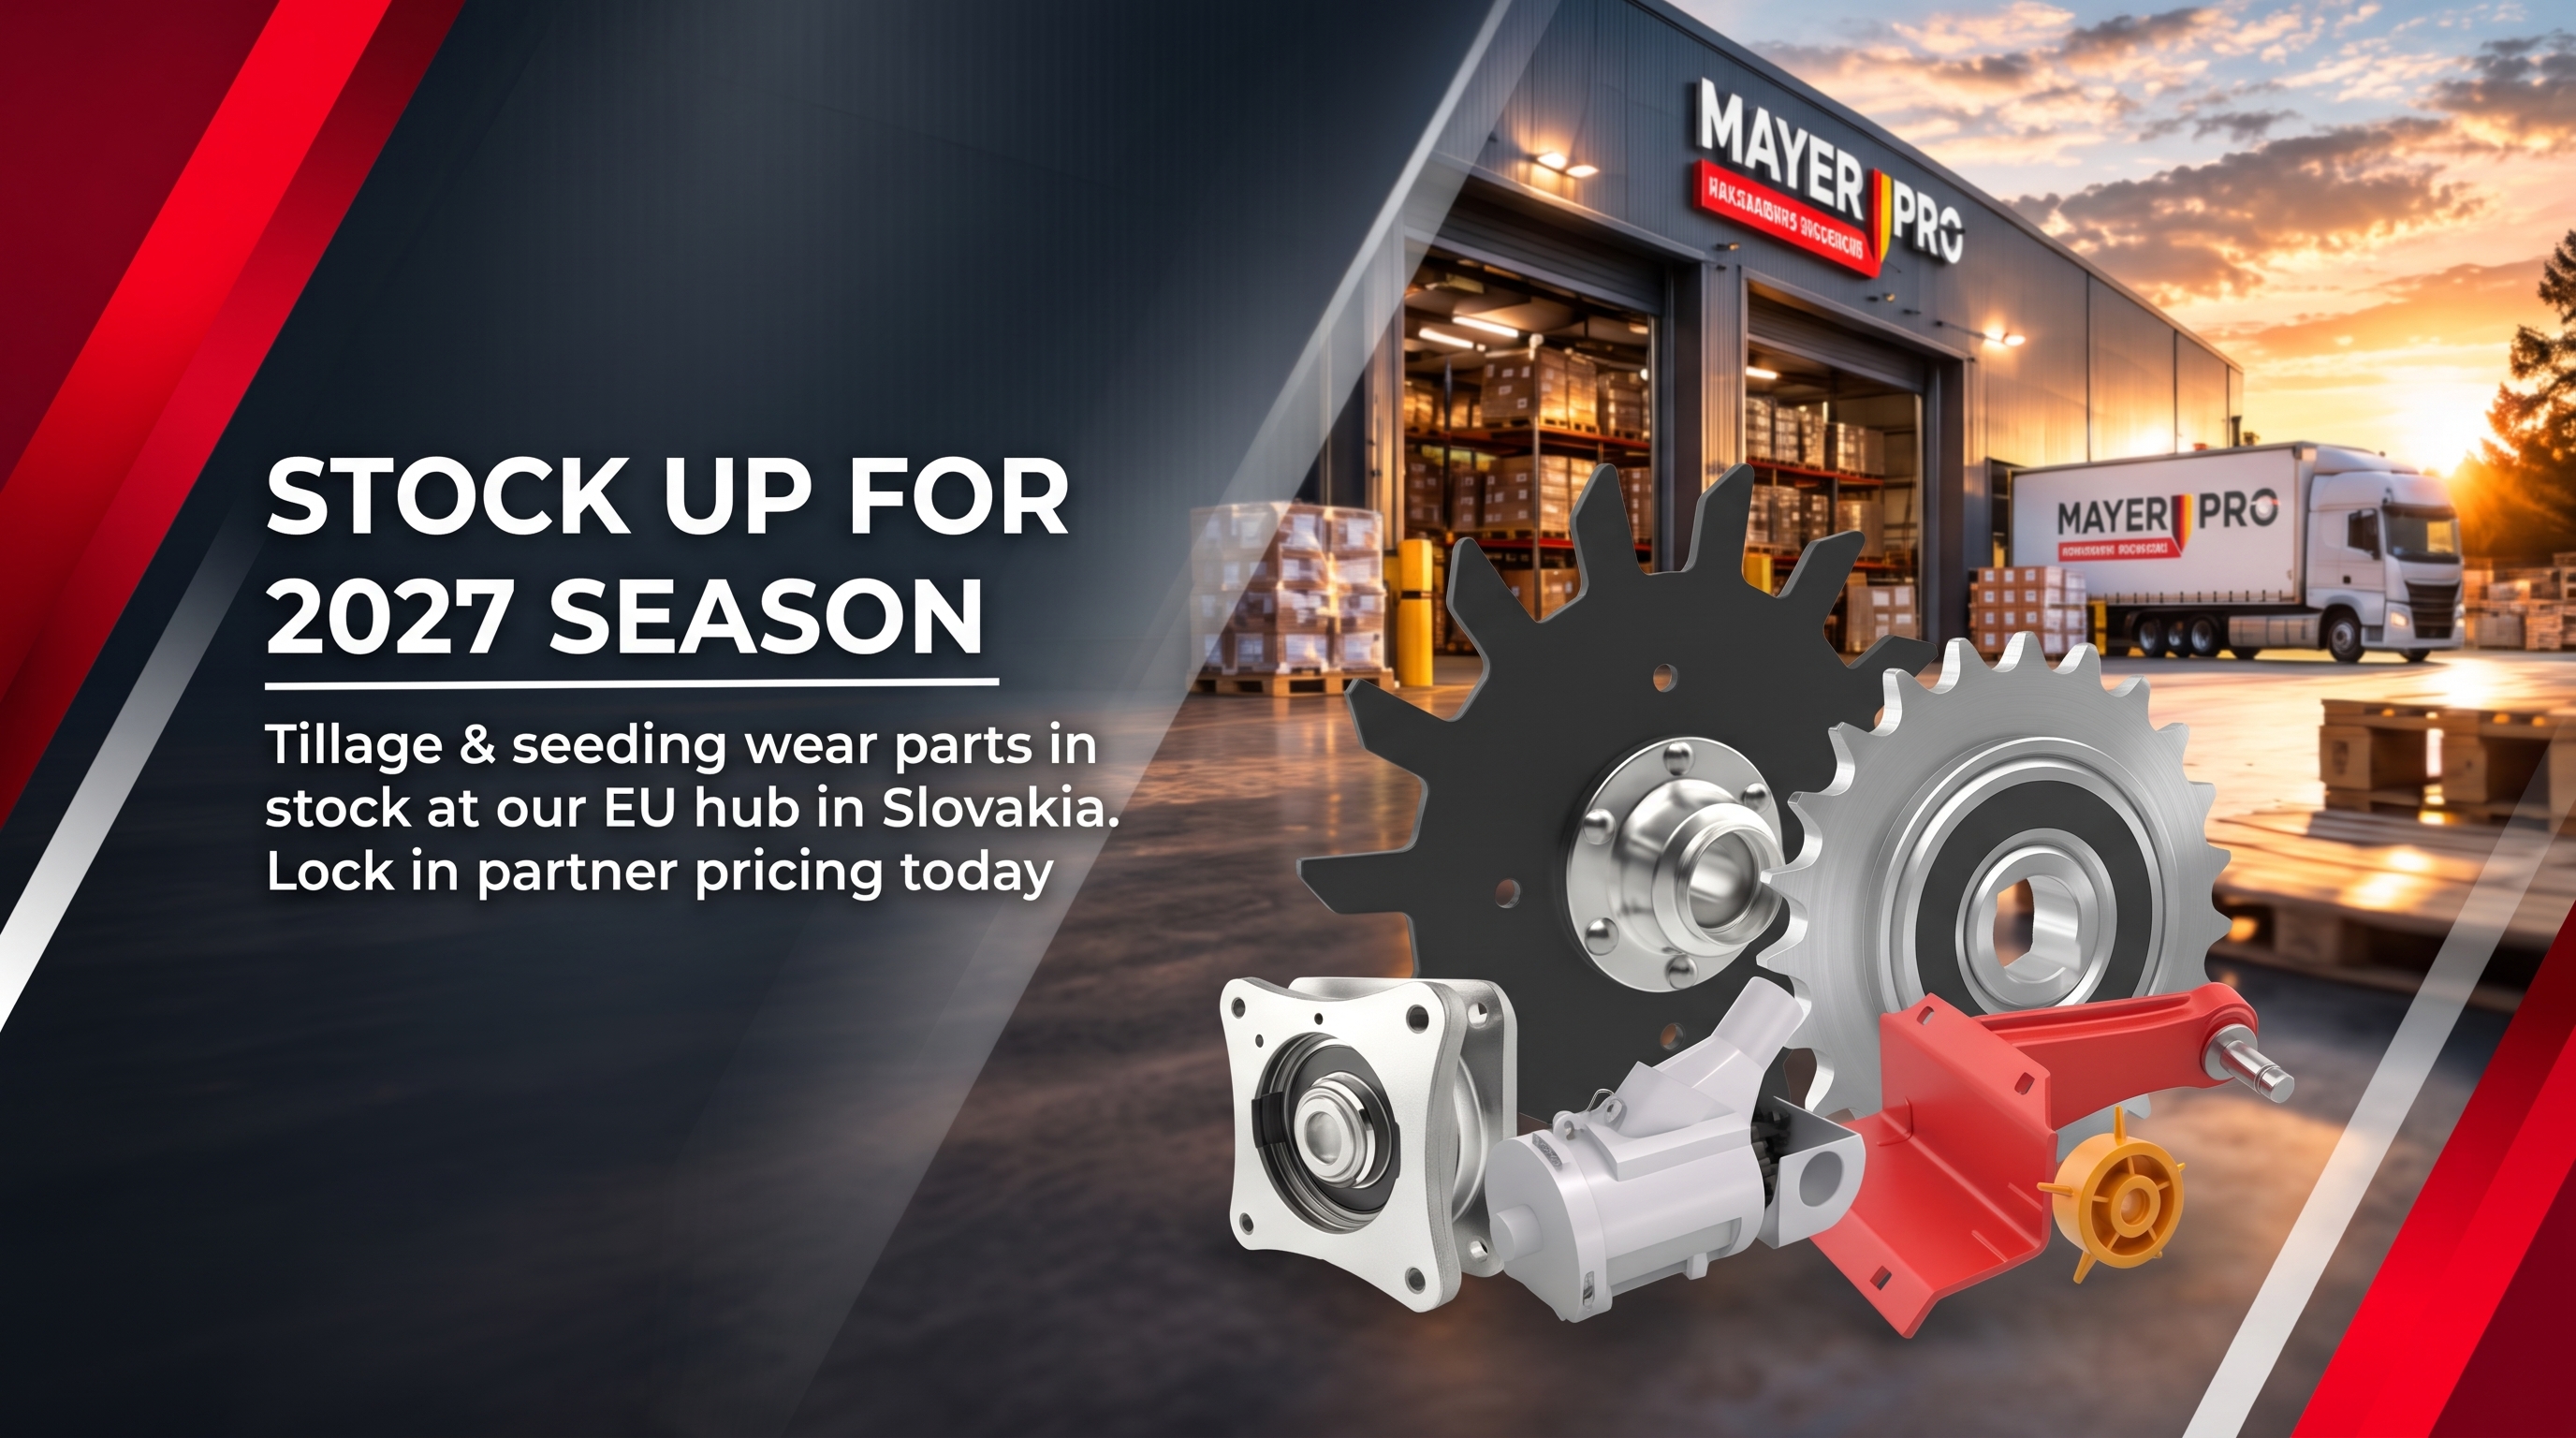 STOCK UP FOR
2027 SEASON
Tillage & seeding wear parts in
stock at our EU hub in Slovakia.
Lock in partner pricing today
MAYER PRO
MAYER PRO